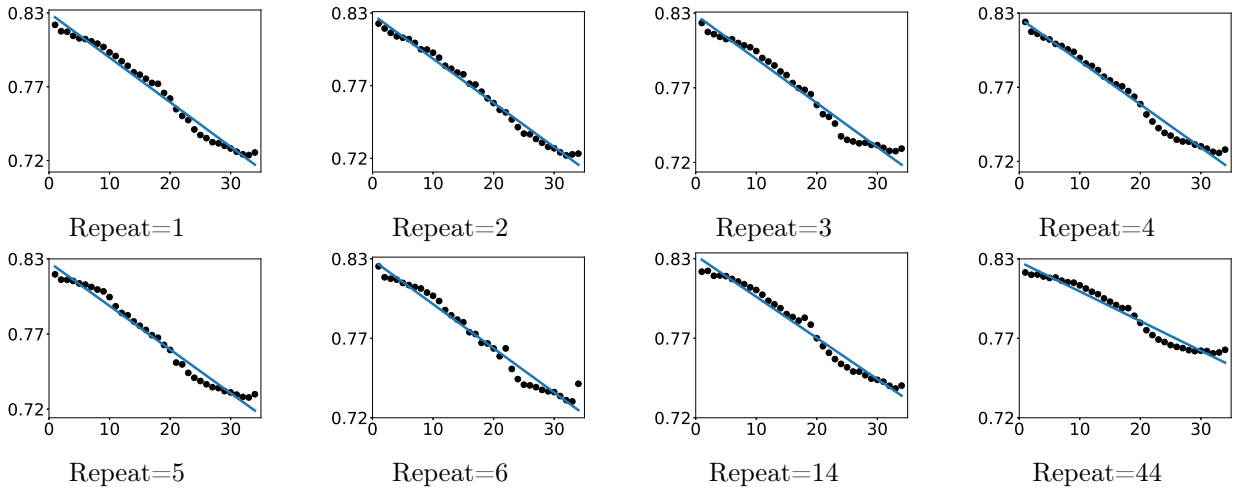 0.83 0.83 0.83 0.83
0.77 0.77 0.77 0.77
0.72 0.72 0.72 0.72
0 10 20 30 0 10 20 30 0 10 20 30 0 10 20 30
Repeat=1 Repeat=2 Repeat=3 Repeat=4
0.83 0.83 0.83 0.83
0.77 0.77 0.77 0.77
0.72 0.72 0.72 0.72
0 10 20 30 0 10 20 30 0 10 20 30 0 10 20 30
Repeat=5 Repeat=6 Repeat=14 Repeat=44